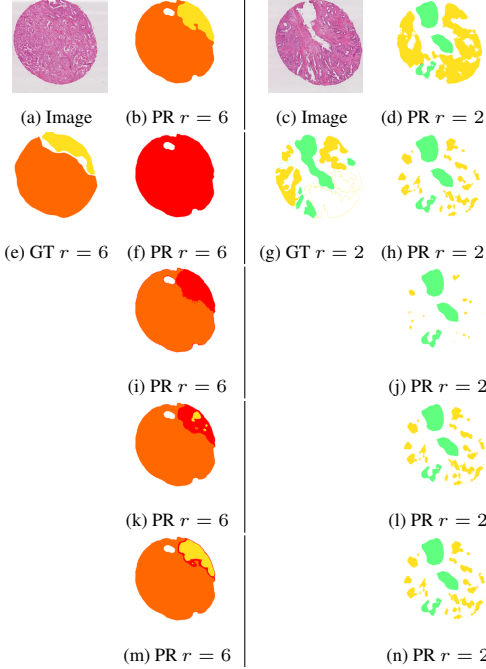 (a) Image
(b) PR r = 6
(c) Image
(d) PR r = 2
(e) GT r = 6
(f) PR r = 6
(g) GT r = 2
(h) PR r = 2
(i) PR r = 6
(j) PR r = 2
(k) PR r = 6
(l) PR r = 2
(m) PR r = 6
(n) PR r = 2